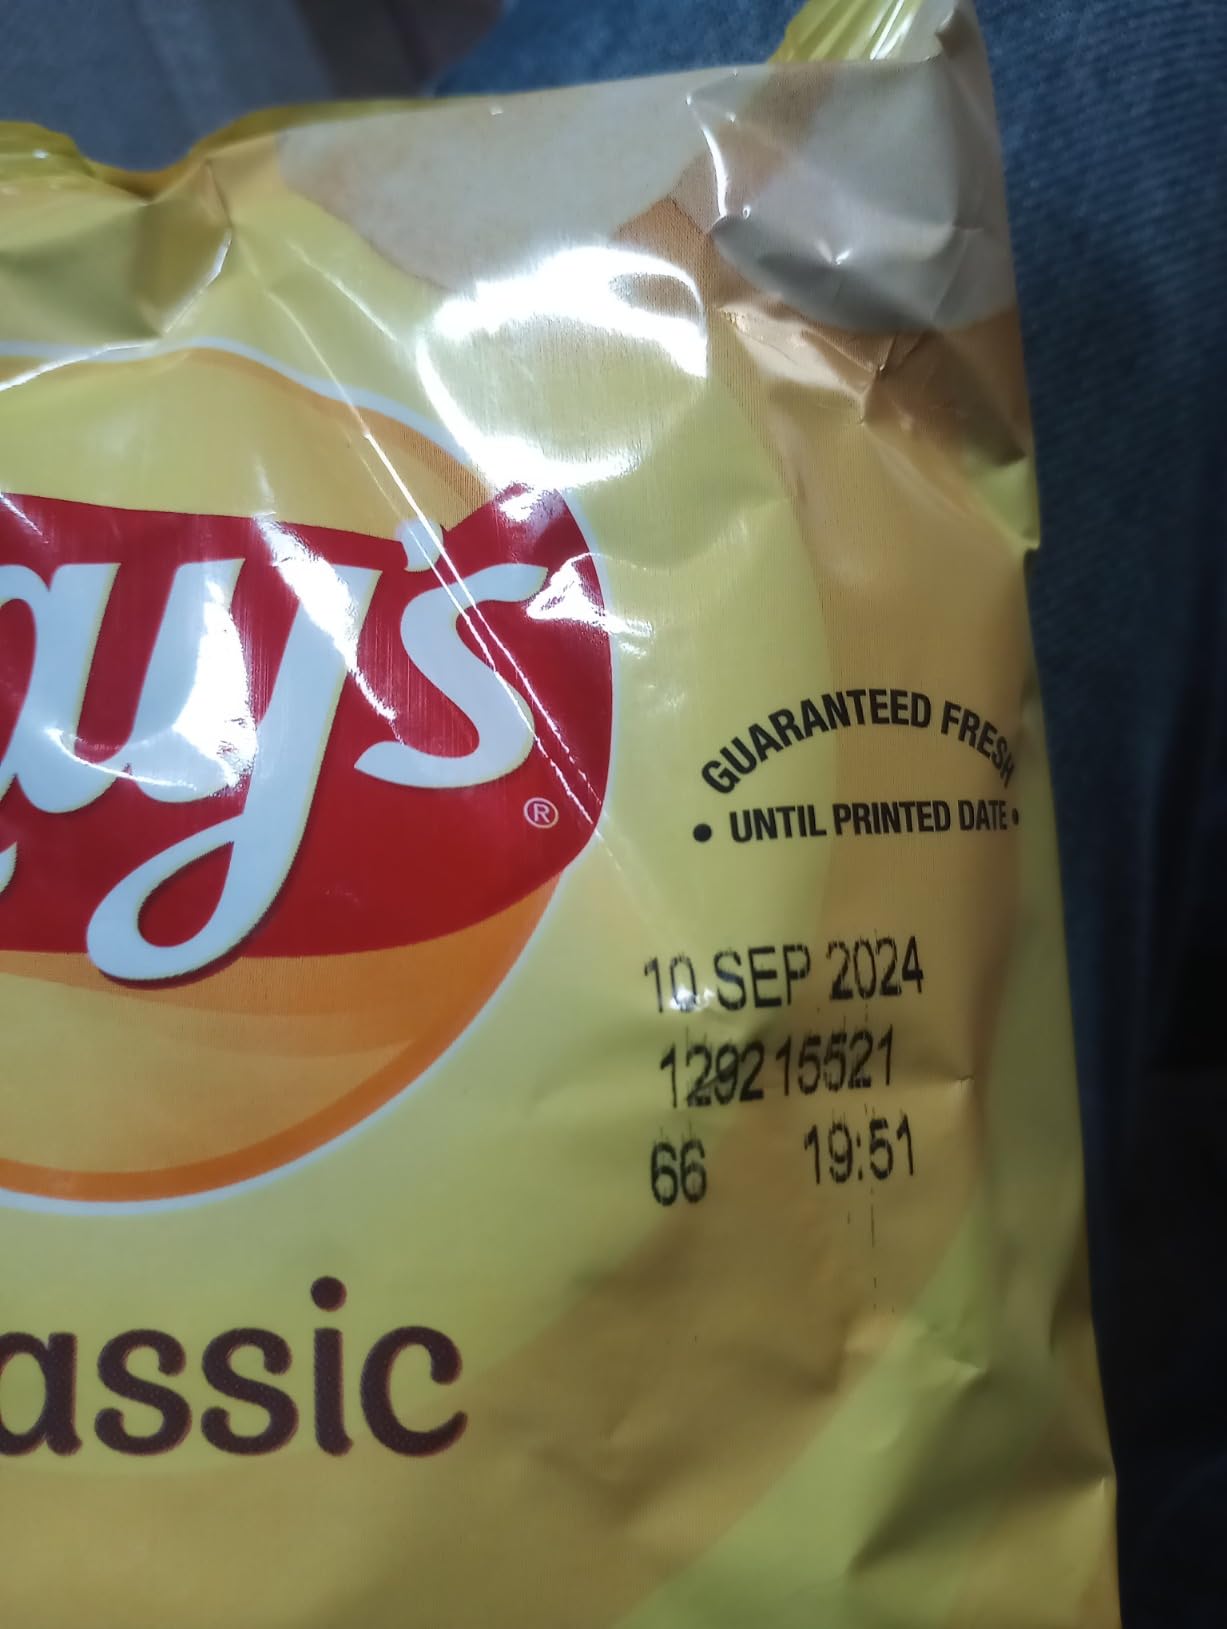 ay's
®
GUARANTEED FRESH
• UNTIL PRINTED DATE •
10 SEP 2024
129215521
66 19:51
assic